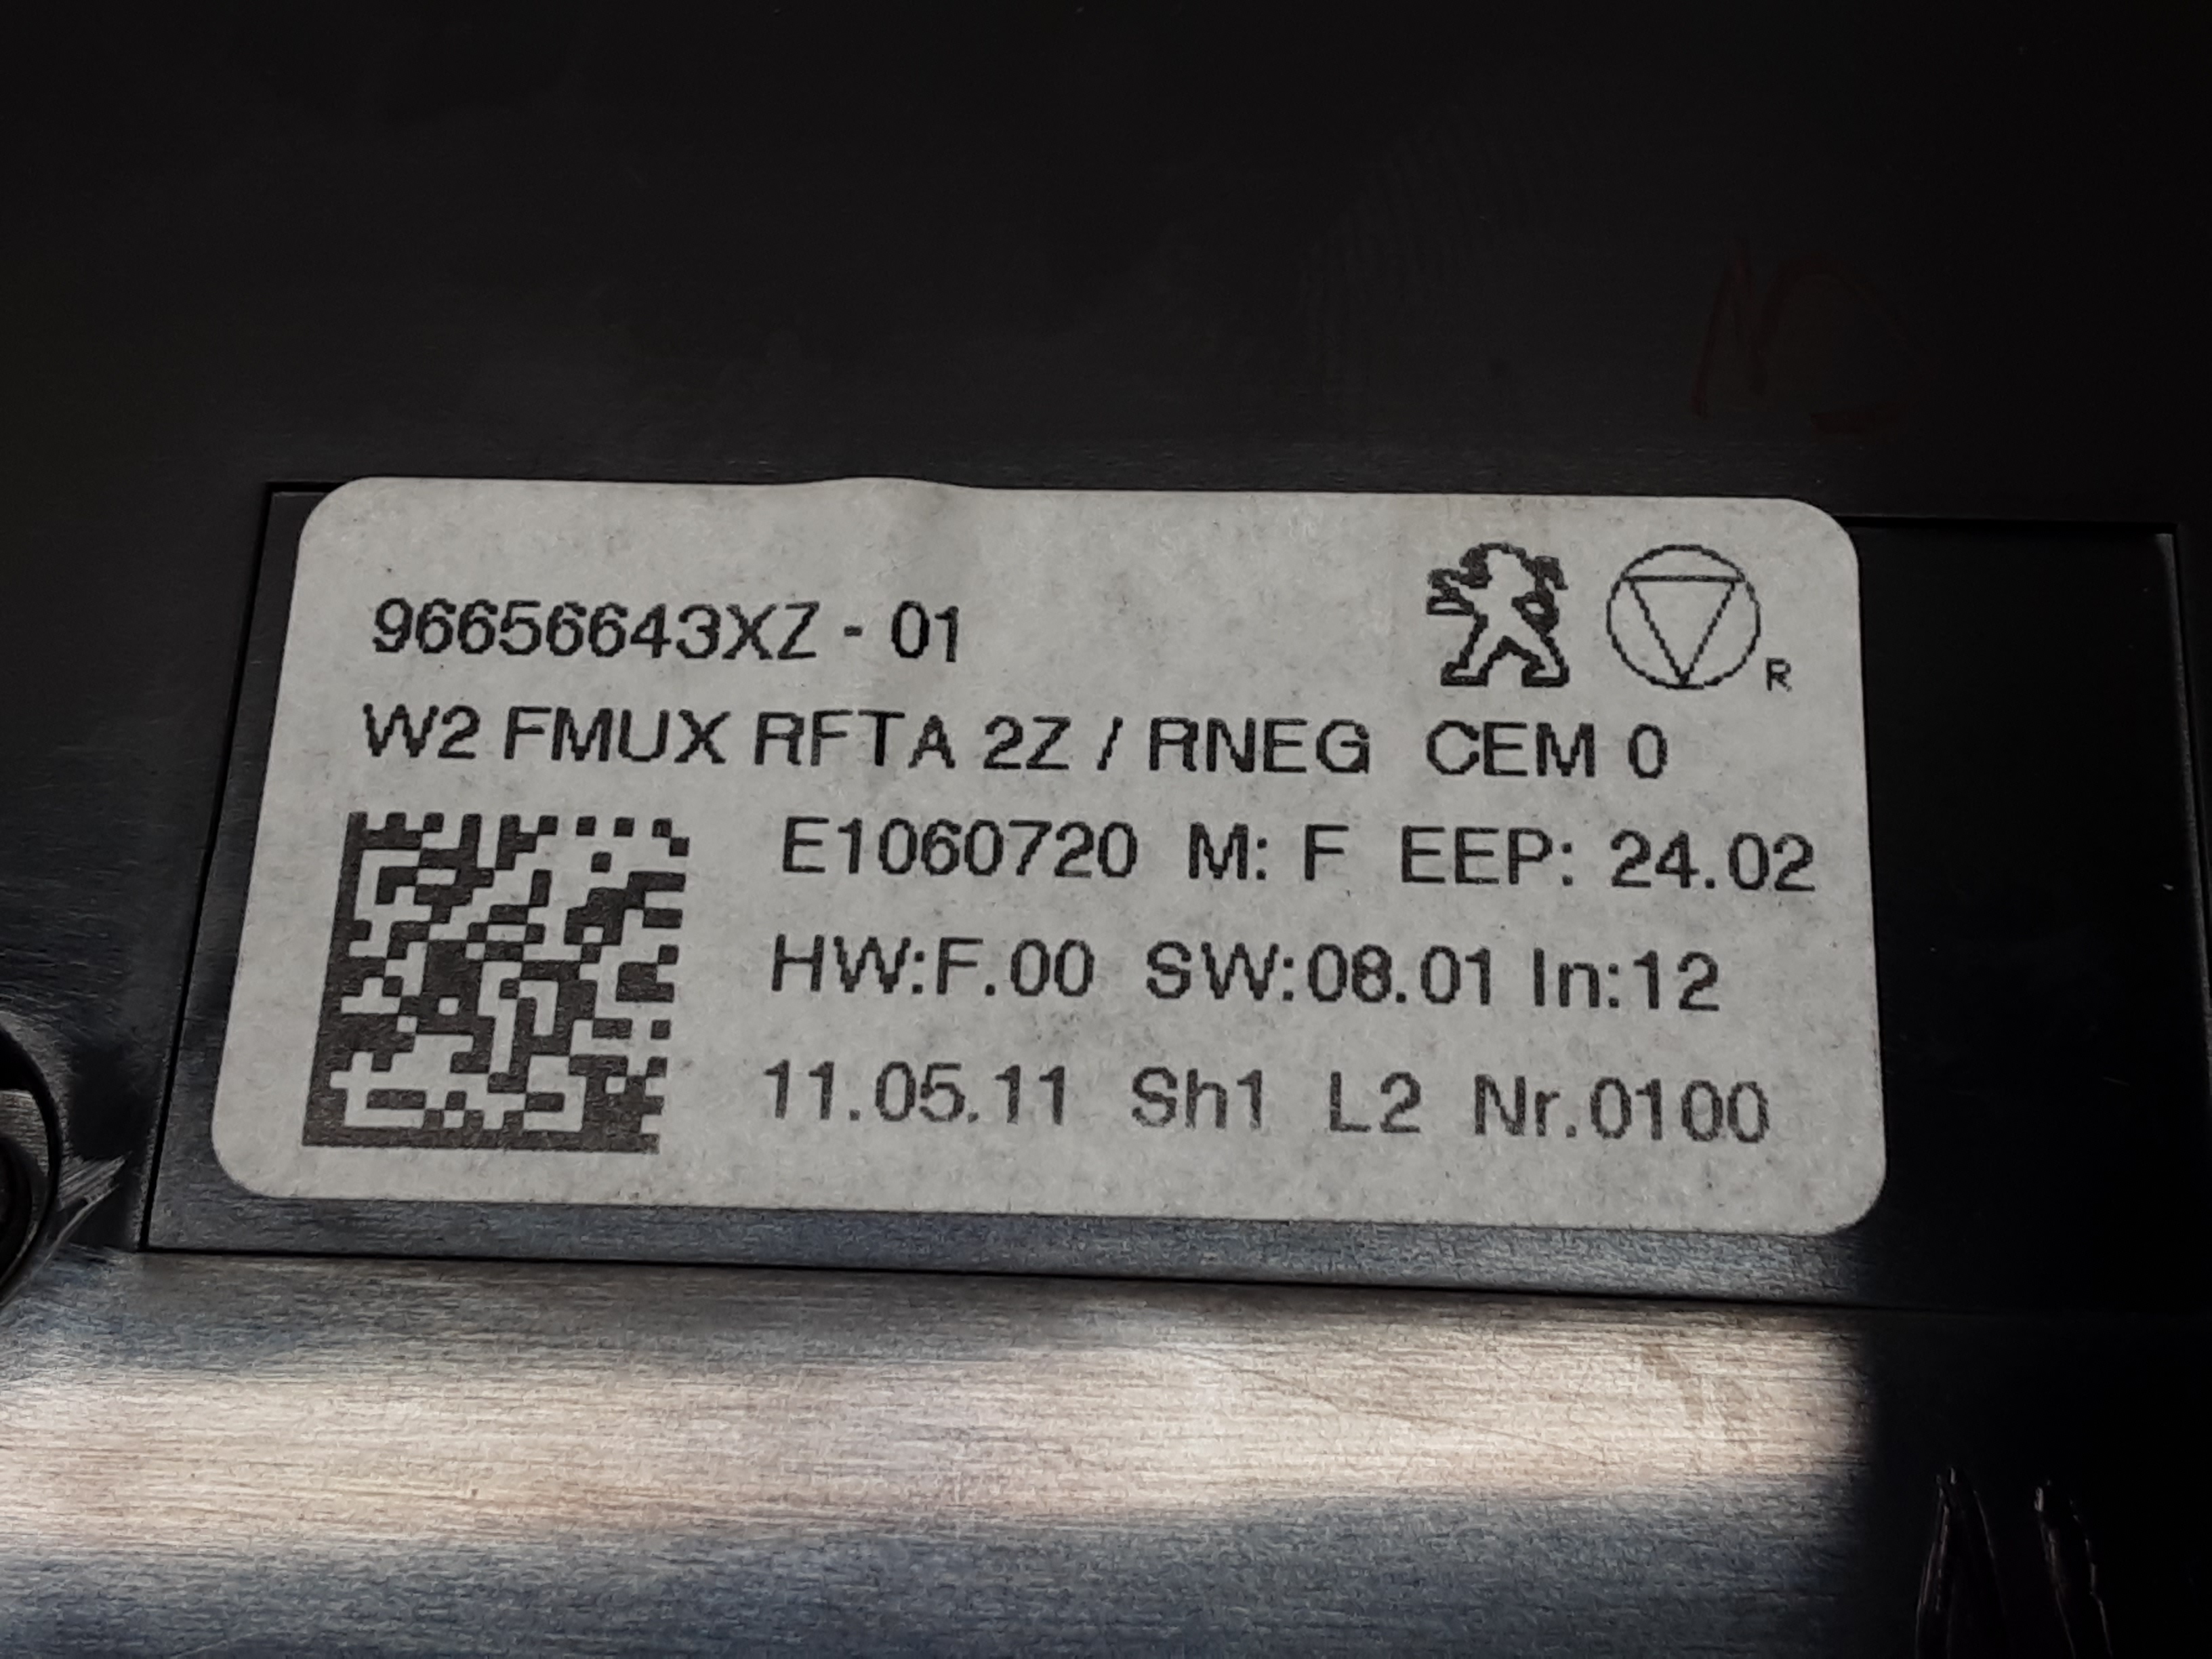 96656643XZ - 01
R
W2 FMUX RFTA 2Z / RNEG CEM 0
E1060720 M: F EEP: 24.02
HW:F.00 SW:08.01 In:12
11.05.11 Sh1 L2 Nr.0100